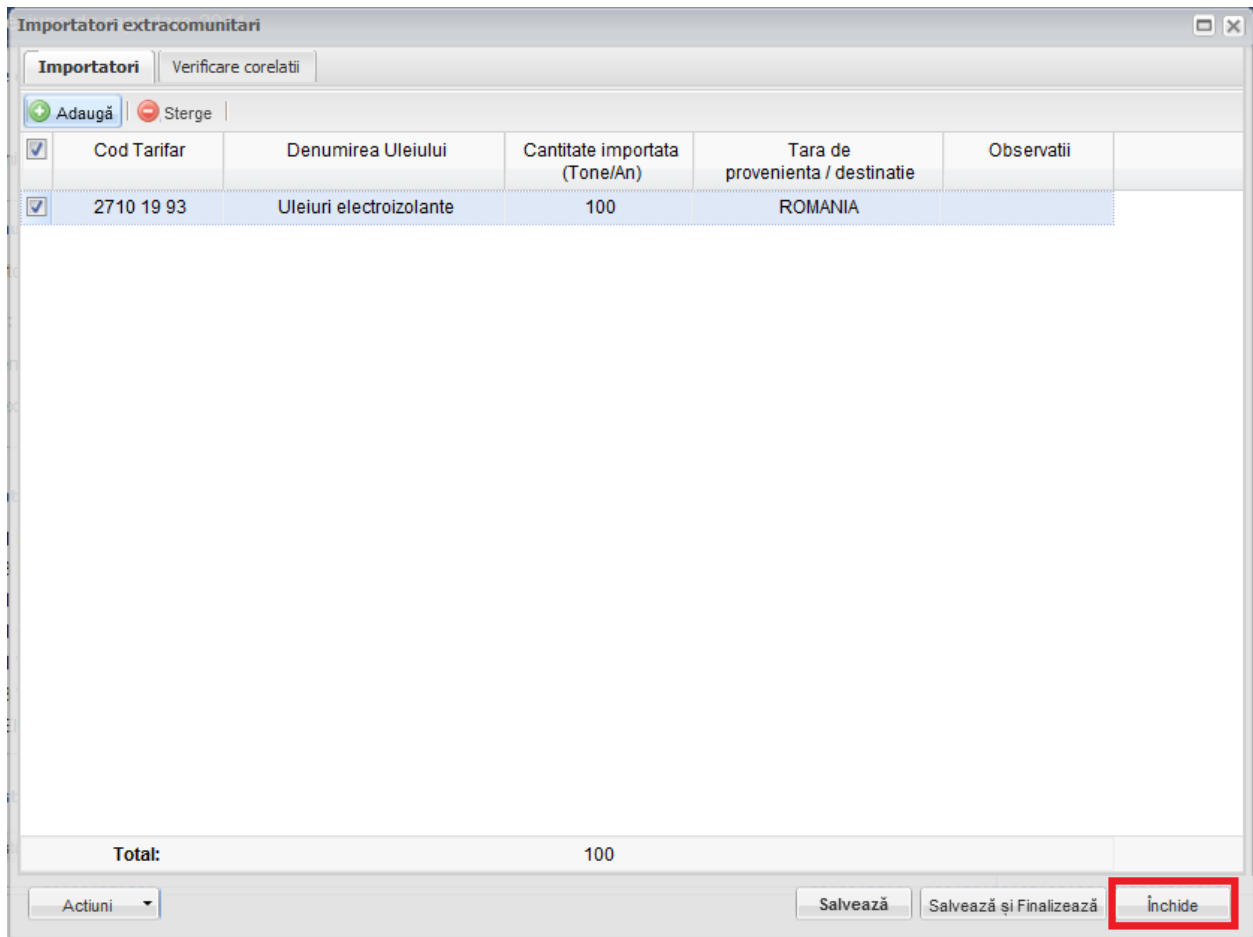 Importatori extracomunitari
Importatori Verificare corelatii
Adaugă Sterge
Cod Tarifar Denumirea Uleiului Cantitate importata (Tone/An) Tara de provenienta / destinatie Observatii
2710 19 93 Uleiuri electroizolante 100 ROMANIA
Total: 100
Actiuni Salvează Salvează și Finalizează Închide